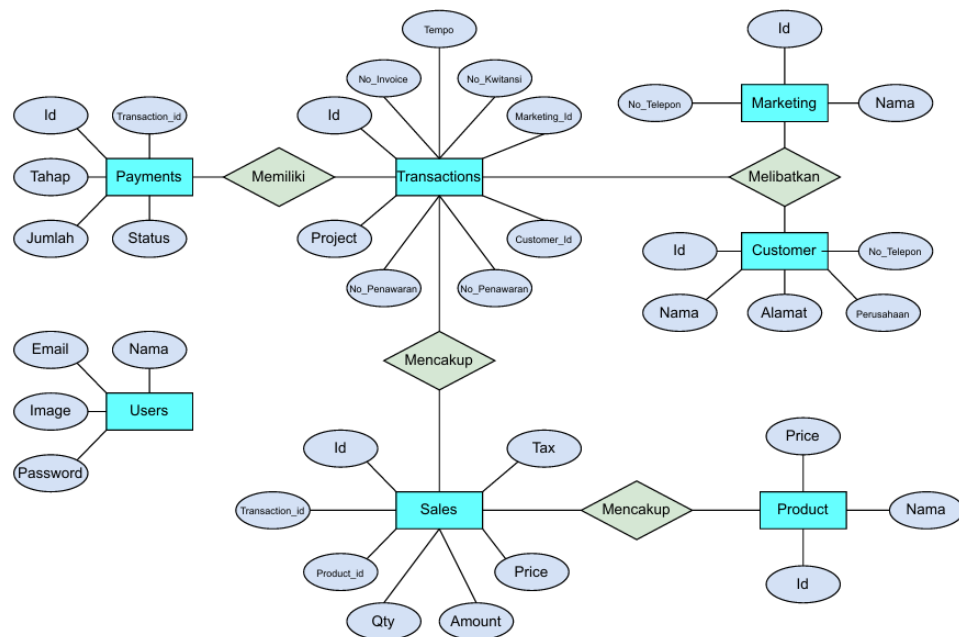 Tempo
Id
No_Invoice
No_Kwitansi
No_Telepon
Marketing
Nama
Id
Transaction_id
Id
Marketing_Id
Tahap
Payments
Memiliki
Transactions
Melibatkan
Jumlah
Status
Project
Customer_Id
Id
Customer
No_Telepon
No_Penawaran
No_Penawaran
Nama
Alamat
Perusahaan
Email
Nama
Mencakup
Image
Users
Password
Id
Tax
Price
Transaction_id
Sales
Mencakup
Product
Nama
Product_id
Price
Id
Qty
Amount